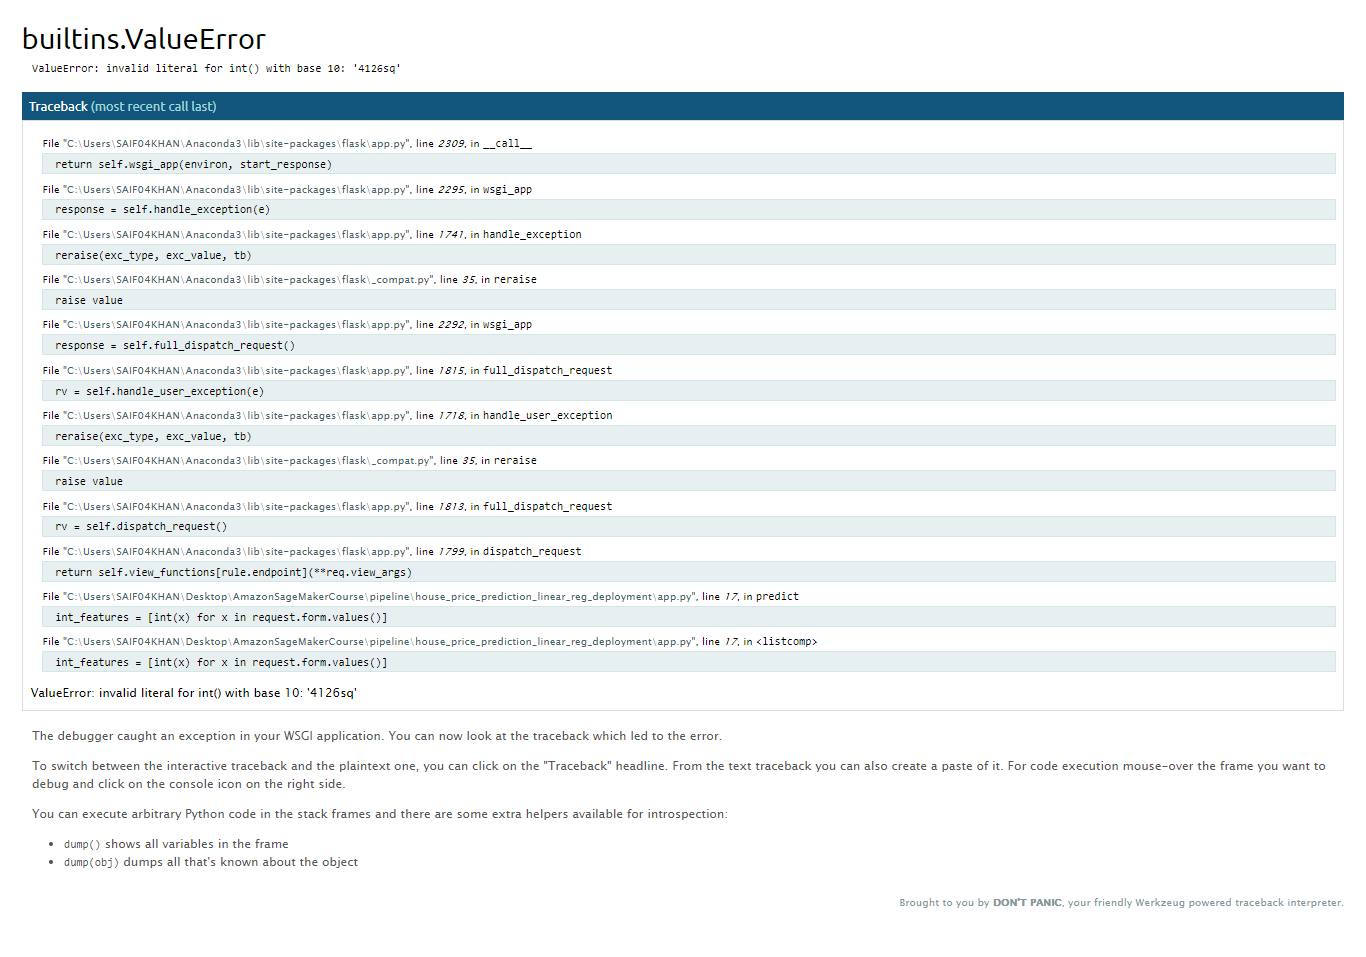 builtins.ValueError
ValueError: invalid literal for int() with base 10: '4126sq'
Traceback (most recent call last)
File "C:\Users\SAIF04KHAN\Anaconda3\lib\site-packages\flask\app.py", line 2309, in __call__
return self.wsgi_app(environ, start_response)
File "C:\Users\SAIF04KHAN\Anaconda3\lib\site-packages\flask\app.py", line 2295, in wsgi_app
response = self.handle_exception(e)
File "C:\Users\SAIF04KHAN\Anaconda3\lib\site-packages\flask\app.py", line 1741, in handle_exception
reraise(exc_type, exc_value, tb)
File "C:\Users\SAIF04KHAN\Anaconda3\lib\site-packages\flask\_compat.py", line 35, in reraise
raise value
File "C:\Users\SAIF04KHAN\Anaconda3\lib\site-packages\flask\app.py", line 2292, in wsgi_app
response = self.full_dispatch_request()
File "C:\Users\SAIF04KHAN\Anaconda3\lib\site-packages\flask\app.py", line 1815, in full_dispatch_request
rv = self.handle_user_exception(e)
File "C:\Users\SAIF04KHAN\Anaconda3\lib\site-packages\flask\app.py", line 1718, in handle_user_exception
reraise(exc_type, exc_value, tb)
File "C:\Users\SAIF04KHAN\Anaconda3\lib\site-packages\flask\_compat.py", line 35, in reraise
raise value
File "C:\Users\SAIF04KHAN\Anaconda3\lib\site-packages\flask\app.py", line 1813, in full_dispatch_request
rv = self.dispatch_request()
File "C:\Users\SAIF04KHAN\Anaconda3\lib\site-packages\flask\app.py", line 1799, in dispatch_request
return self.view_functions[rule.endpoint](**req.view_args)
File "C:\Users\SAIF04KHAN\Desktop\AmazonSageMakerCourse\pipeline\house_price_prediction_linear_reg_deployment\app.py", line 17, in predict
int_features = [int(x) for x in request.form.values()]
File "C:\Users\SAIF04KHAN\Desktop\AmazonSageMakerCourse\pipeline\house_price_prediction_linear_reg_deployment\app.py", line 17, in <listcomp>
int_features = [int(x) for x in request.form.values()]
ValueError: invalid literal for int() with base 10: '4126sq'
The debugger caught an exception in your WSGI application. You can now look at the traceback which led to the error.
To switch between the interactive traceback and the plaintext one, you can click on the "Traceback" headline. From the text traceback you can also create a paste of it. For code execution mouse-over the frame you want to
debug and click on the console icon on the right side.
You can execute arbitrary Python code in the stack frames and there are some extra helpers available for introspection:
• dump() shows all variables in the frame
• dump(obj) dumps all that's known about the object
Brought to you by DON'T PANIC, your friendly Werkzeug powered traceback interpreter.